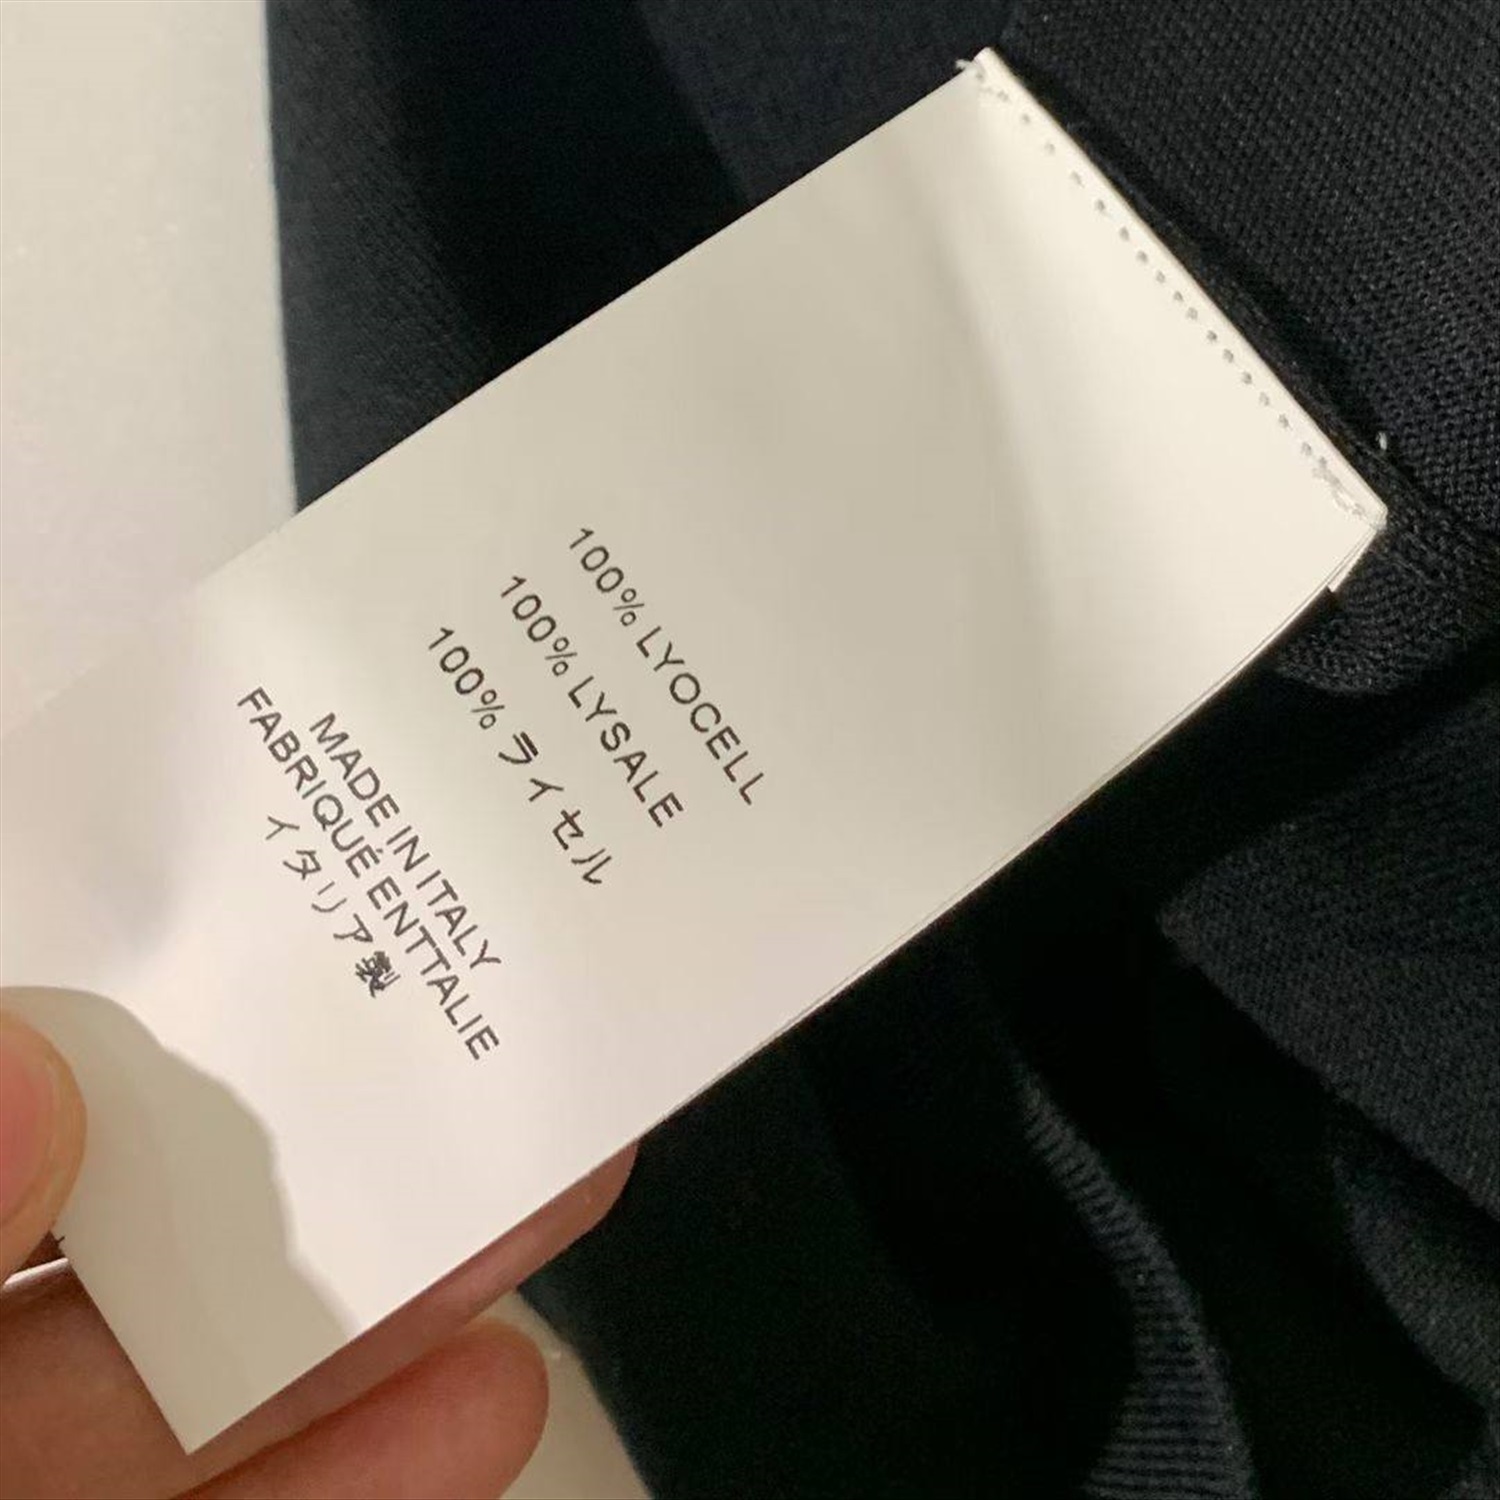 100% LYOCELL
100% LYSALE
100% ライセル
MADE IN ITALY
FABRIQUÉ ENTTALIE
イタリア製